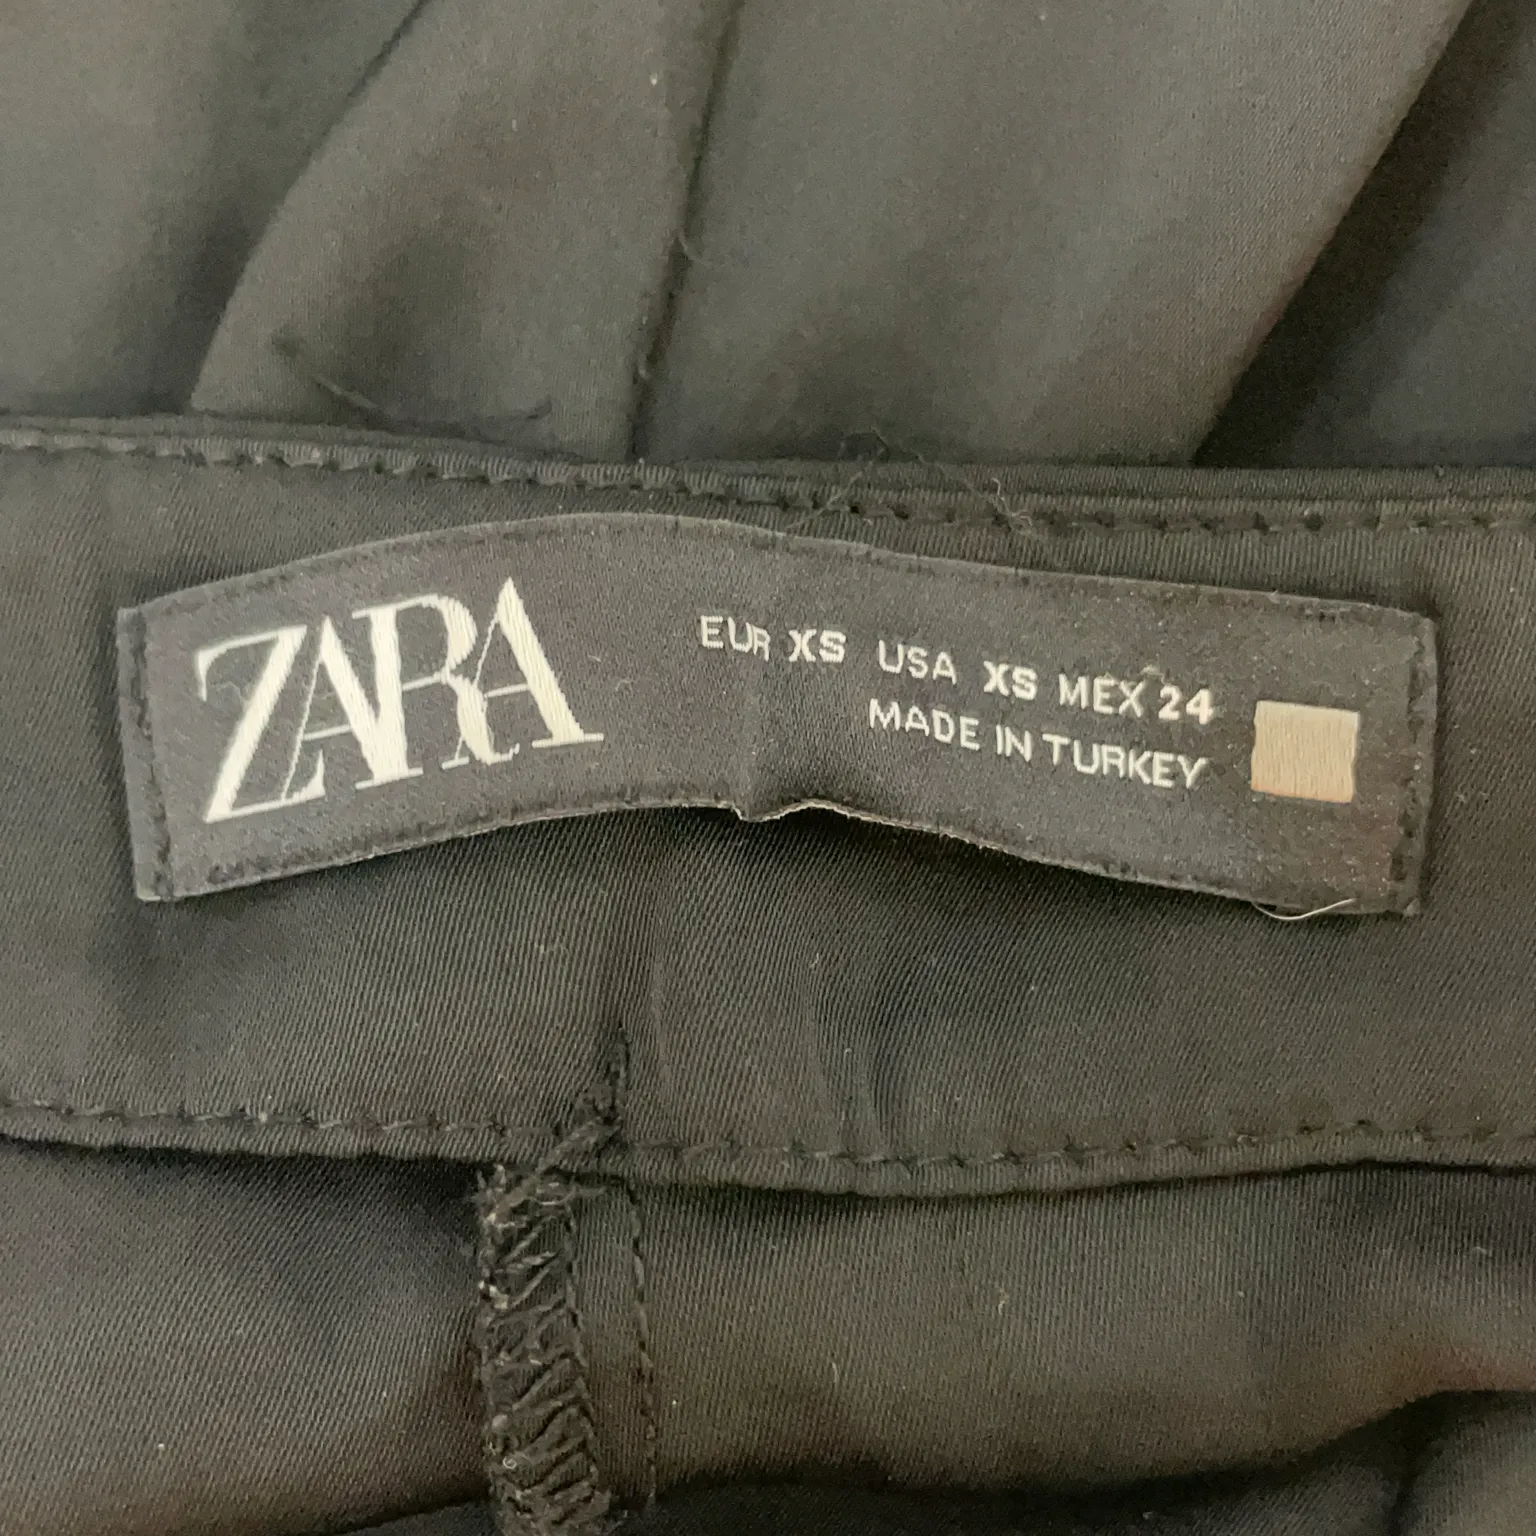 ZARA
EUR XS USA XS MEX 24
MADE IN TURKEY